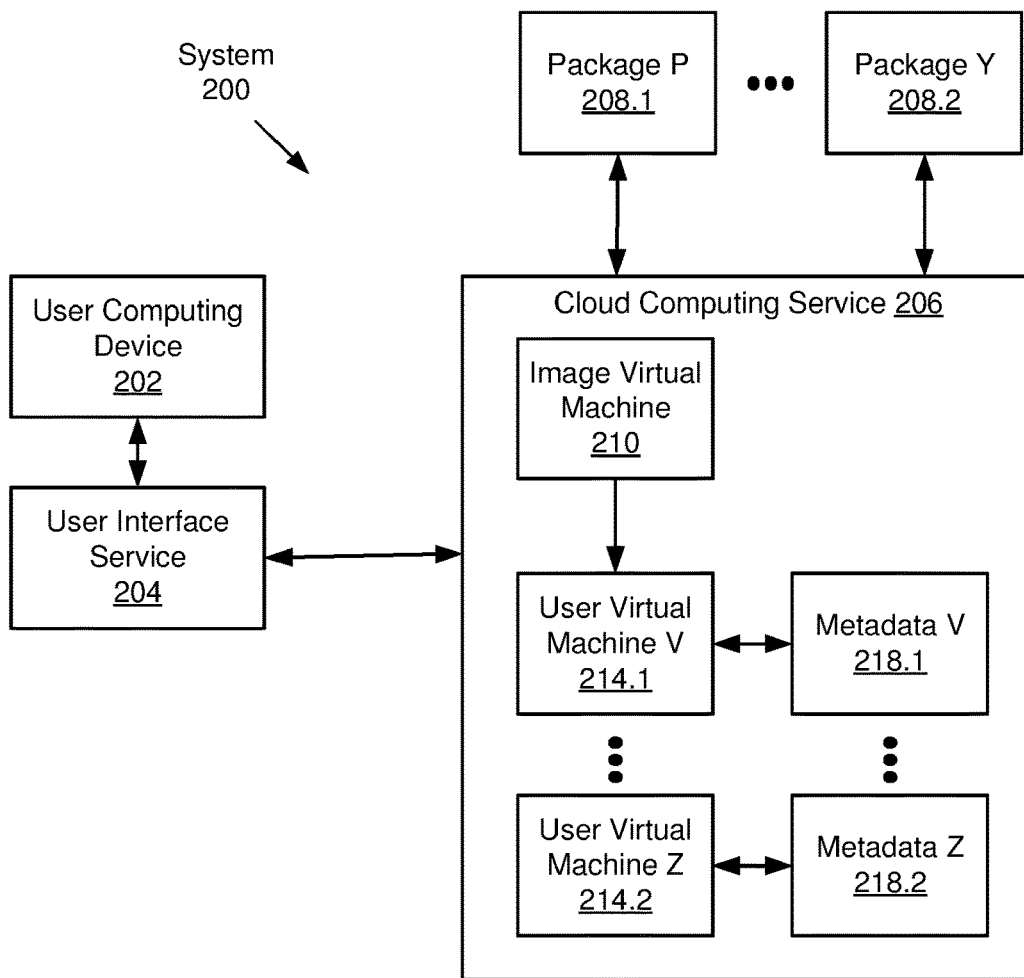 System
200
Package P
208.1
Package Y
208.2
User Computing
Device
202
User Interface
Service
204
Cloud Computing Service 206
Image Virtual
Machine
210
User Virtual
Machine V
214.1
Metadata V
218.1
User Virtual
Machine Z
214.2
Metadata Z
218.2